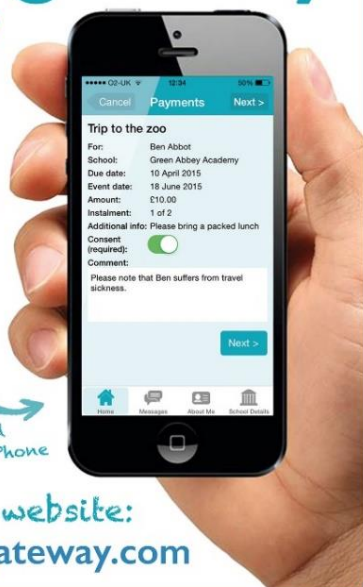 O2-UK 12:34 50%
Cancel Payments Next >
Trip to the zoo
For: Ben Abbot
School: Green Abbey Academy
Due date: 10 April 2015
Event date: 18 June 2015
Amount: £10.00
Instalment: 1 of 2
Additional info: Please bring a packed lunch
Consent
(required):
Comment:
Please note that Ben suffers from travel
sickness.
Next >
Home Messages About Me School Details
Phone
website:
ateway.com